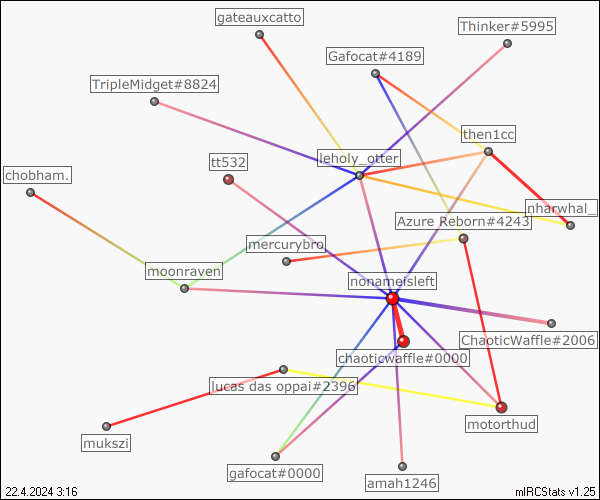 gateauxcatto
Thinker#5995
Gafocat#4189
TripleMidget#8824
then1cc
leholy_otter
tt532
chobham.
nharwhal_
Azure Reborn#4243
mercurybro
moonraven
nonameisleft
ChaoticWaffle#2006
chaoticwaffle#0000
lucas das oppai#2396
motorthud
mukszi
gafocat#0000
amah1246
22.4.2024 3:16
mIRCStats v1.25